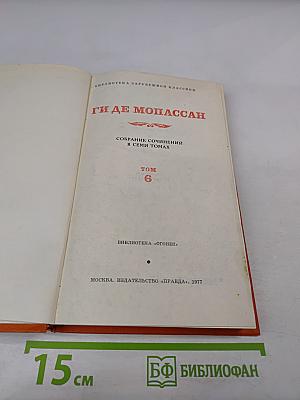 БИБЛИОТЕКА ЗАРУБЕЖНОЙ КЛАССИКИ
ГИ ДЕ МОПАССАН
СОБРАНИЕ СОЧИНЕНИЙ
В СЕМИ ТОМАХ
ТОМ
6
БИБЛИОТЕКА «ОГОНЕК»
МОСКВА. ИЗДАТЕЛЬСТВО «ПРАВДА», 1977
15 см
БФ БИБЛИОФАН